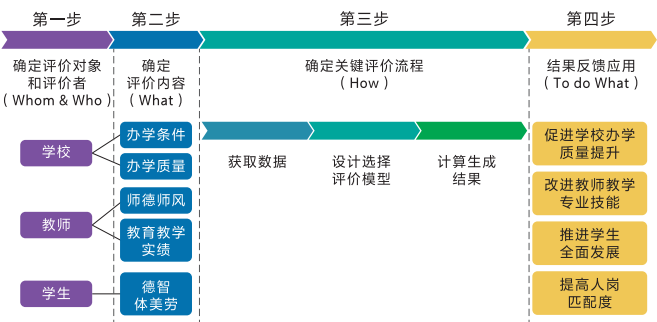 第一步
第二步
第三步
第四步
确定评价对象
和评价者
（Whom & Who）
确定
评价内容
（What）
确定关键评价流程
（How）
结果反馈应用
（To do What）
学校
办学条件
办学质量
教师
师德师风
教育教学
实绩
学生
德智
体美劳
获取数据
设计选择
评价模型
计算生成
结果
促进学校办学
质量提升
改进教师教学
专业技能
推进学生
全面发展
提高人岗
匹配度